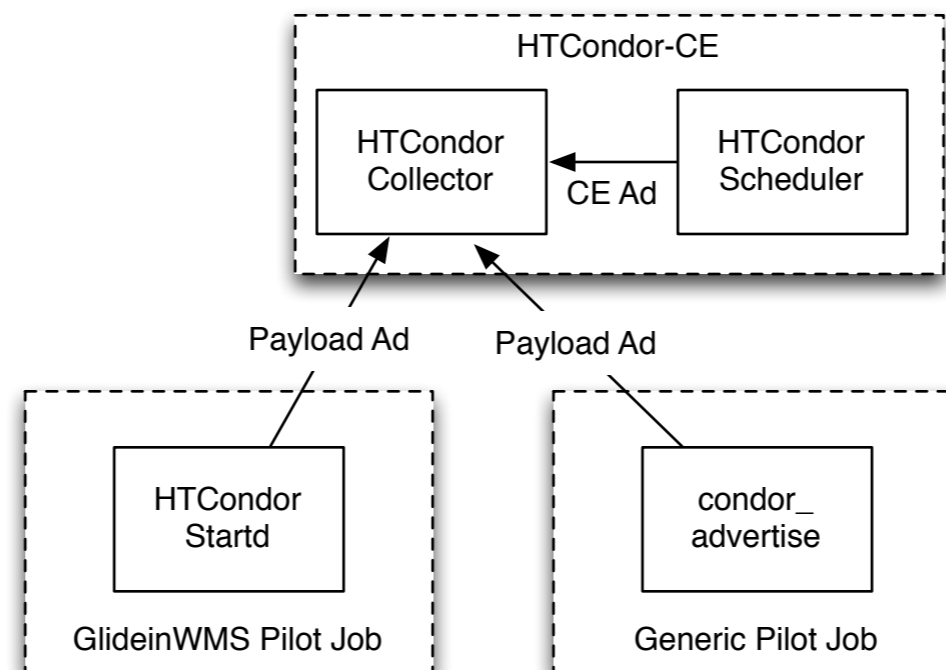 HTCondor-CE
HTCondor
Collector
CE Ad
HTCondor
Scheduler
Payload Ad
Payload Ad
HTCondor
Startd
GlideinWMS Pilot Job
condor_
advertise
Generic Pilot Job